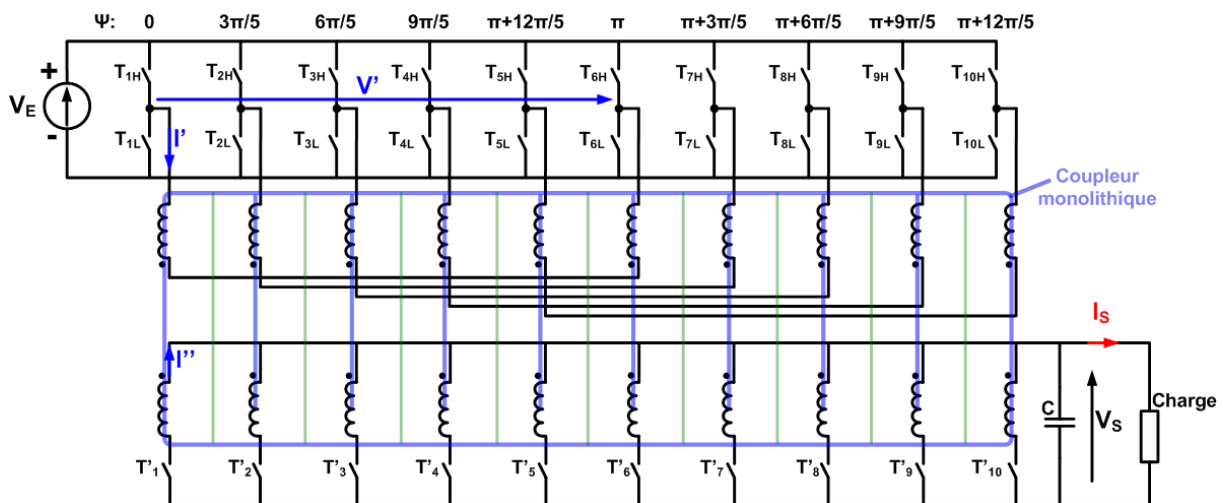 Ψ: 0 3π/5 6π/5 9π/5 π+12π/5 π π+3π/5 π+6π/5 π+9π/5 π+12π/5
+
T1H T2H T3H T4H T5H T6H T7H T8H T9H T10H
V'
VE
-
T1L T2L T3L T4L T5L T6L T7L T8L T9L T10L
I'
Coupleur
monolithique
IS
I''
C
VS
Charge
T'1 T'2 T'3 T'4 T'5 T'6 T'7 T'8 T'9 T'10